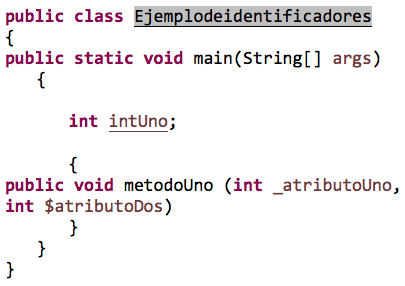 public class Ejemplodeidentificadores
{
public static void main(String[] args)
{
int intUno;
{
public void metodoUno (int _atributoUno,
int $atributoDos)
}
}
}